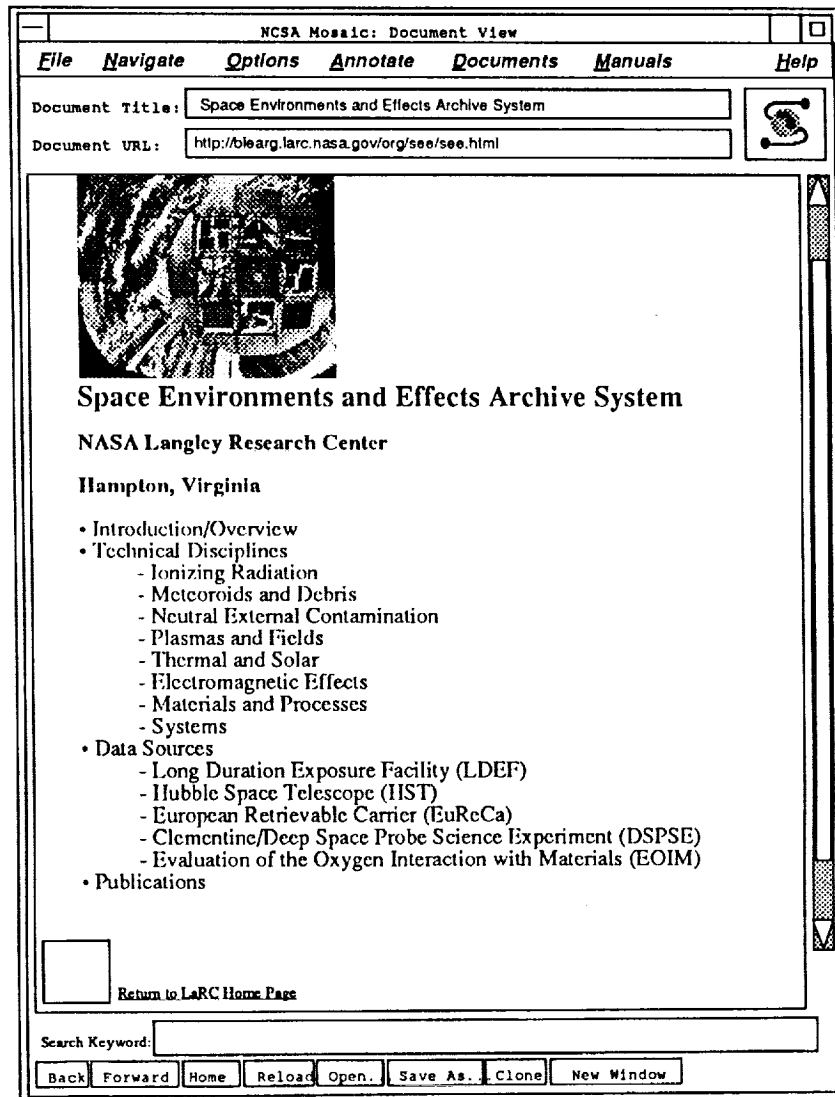 NCSA Mosaic: Document View
File Navigate Options Annotate Documents Manuals Help
Document Title: Space Environments and Effects Archive System
Document URL: http://blearg.larc.nasa.gov/org/see/see.html
Space Environments and Effects Archive System
NASA Langley Research Center
Hampton, Virginia
• Introduction/Overview
• Technical Disciplines
- Ionizing Radiation
- Meteoroids and Debris
- Neutral External Contamination
- Plasmas and Fields
- Thermal and Solar
- Electromagnetic Effects
- Materials and Processes
- Systems
• Data Sources
- Long Duration Exposure Facility (LDEF)
- Hubble Space Telescope (HST)
- European Retrievable Carrier (EuReCa)
- Clementine/Deep Space Probe Science Experiment (DSPSE)
- Evaluation of the Oxygen Interaction with Materials (EOIM)
• Publications
Return to LaRC Home Page
Search Keyword:
Back Forward Home Reload Open.. Save As.. Clone New Window